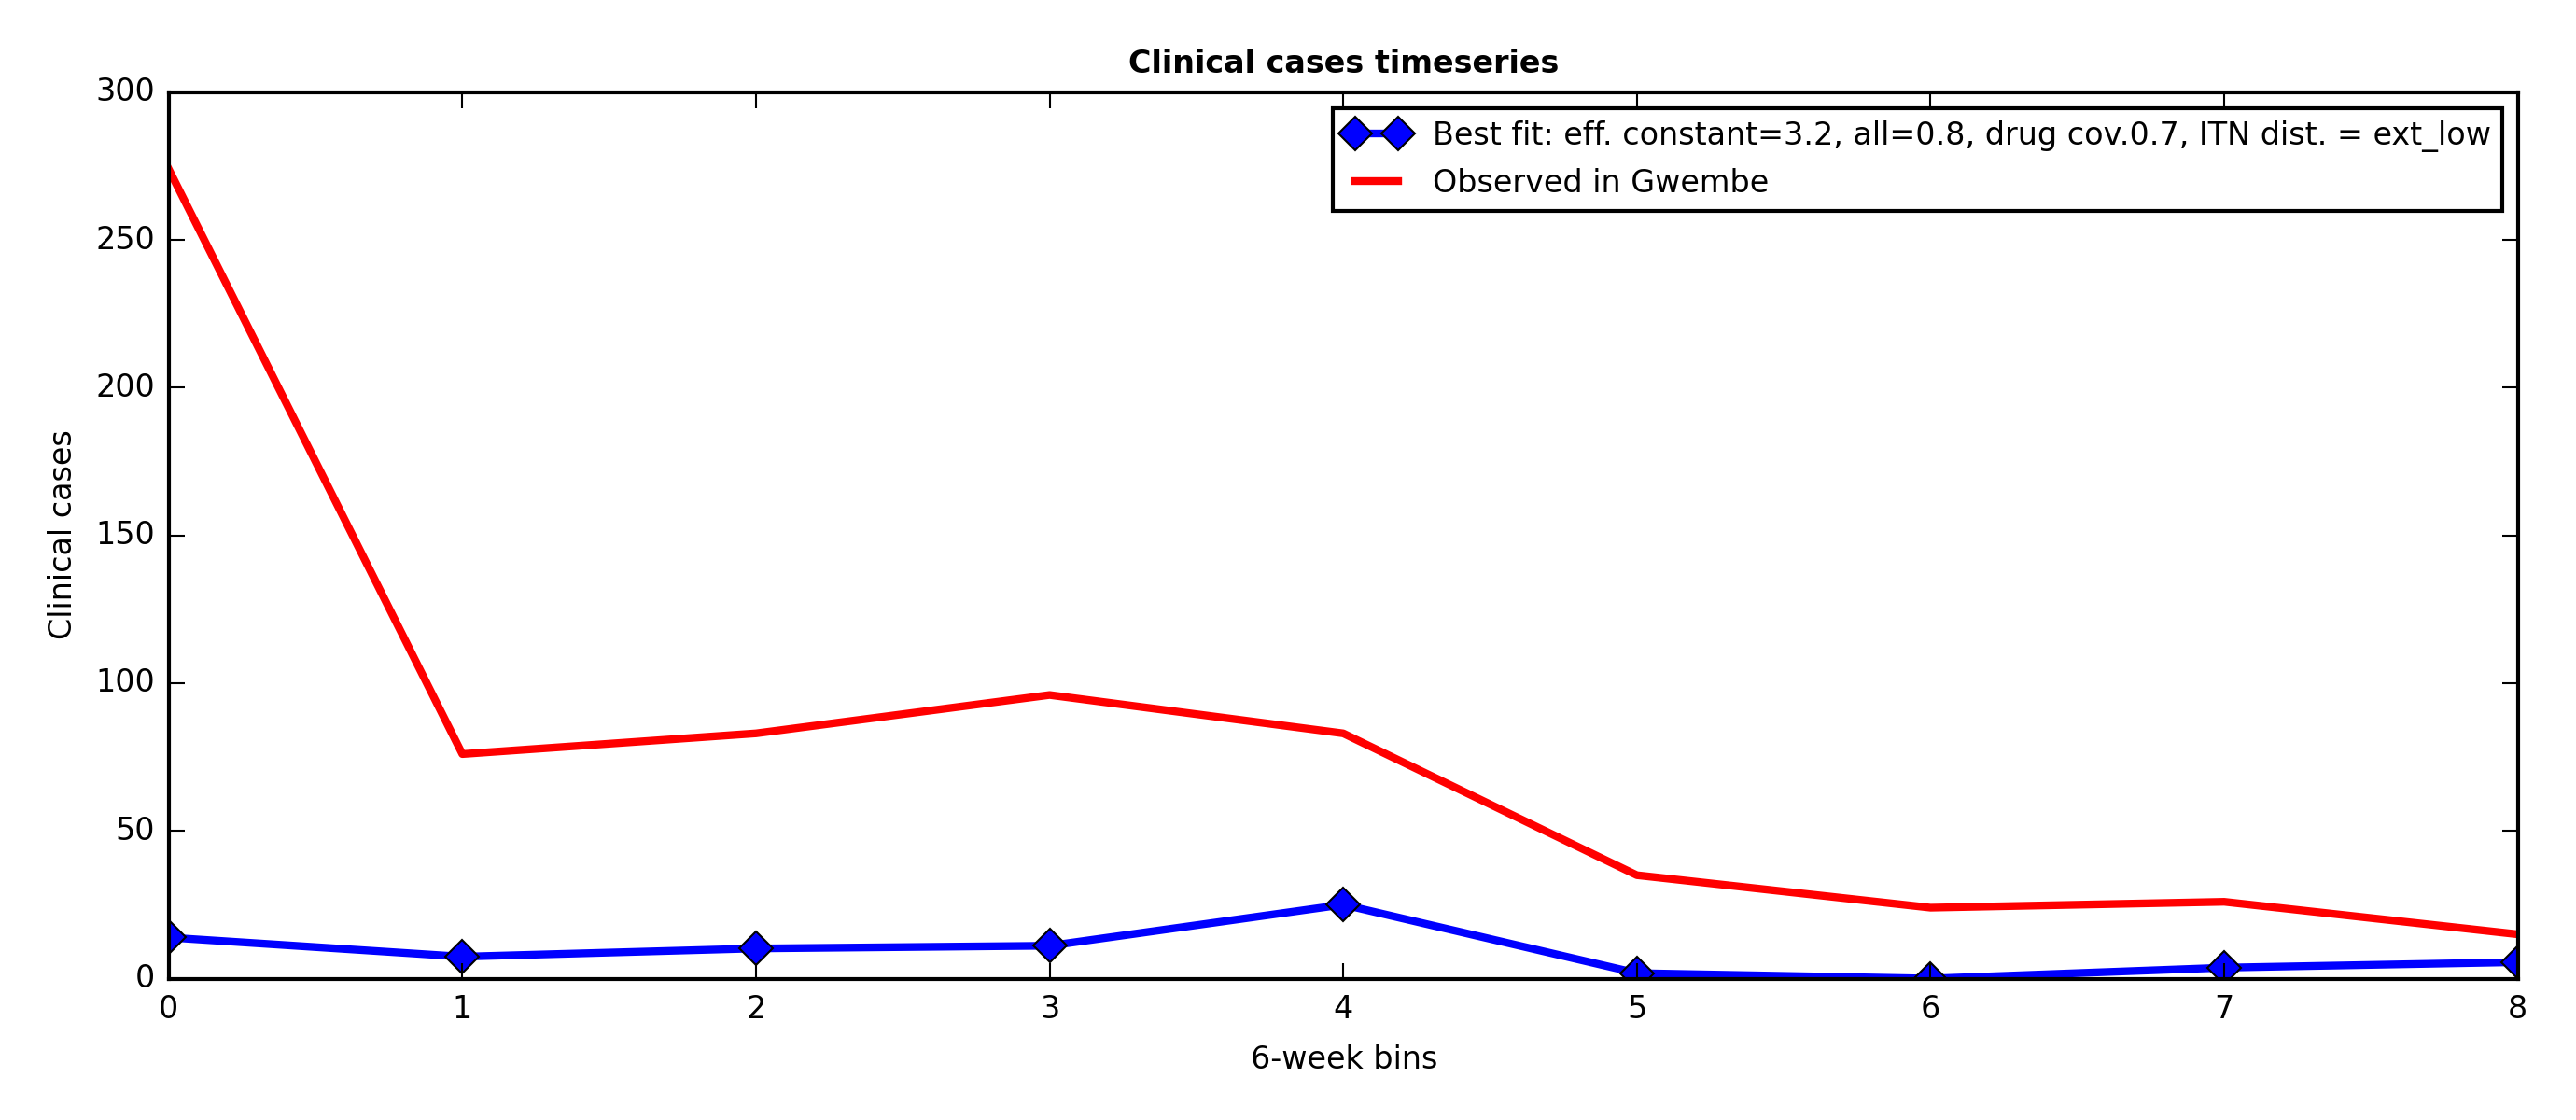 Clinical cases timeseries
Best fit: eff. constant=3.2, all=0.8, drug cov.0.7, ITN dist. = ext_low
Observed in Gwembe
300
250
200
150
100
50
0
Clinical cases
0 1 2 3 4 5 6 7 8
6-week bins